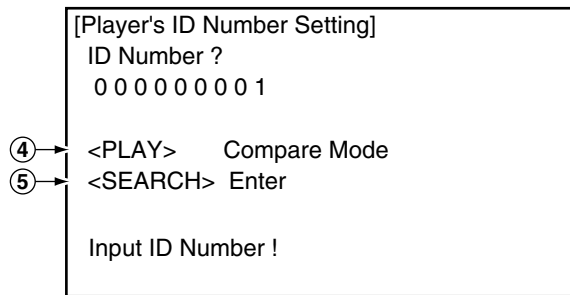 [Player's ID Number Setting]
ID Number ?
0 0 0 0 0 0 0 0 1
④ <PLAY> Compare Mode
⑤ <SEARCH> Enter
Input ID Number !